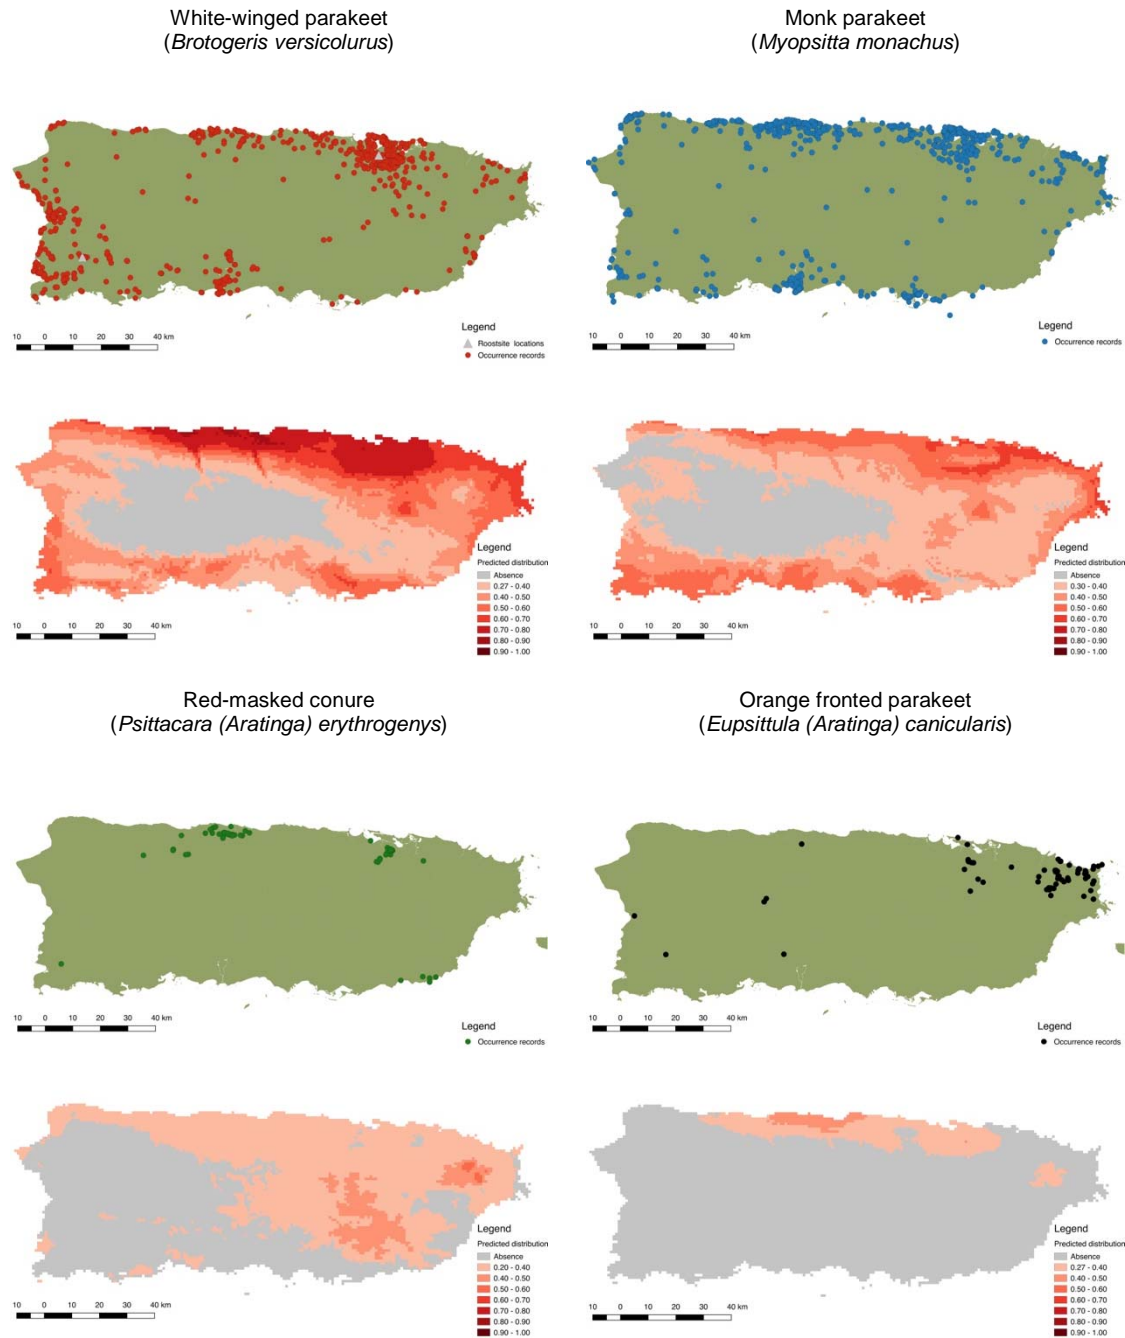 White-winged parakeet
(Brotogeris versicolurus)
Monk parakeet
(Myopsitta monachus)
10 0 10 20 30 40 km
Legend
Roostsite locations
Occurrence records
10 0 10 20 30 40 km
Legend
Occurrence records
10 0 10 20 30 40 km
Legend
Predicted distribution
Absence
0.27 - 0.40
0.40 - 0.50
0.50 - 0.60
0.60 - 0.70
0.70 - 0.80
0.80 - 0.90
0.90 - 1.00
10 0 10 20 30 40 km
Legend
Predicted distribution
Absence
0.30 - 0.40
0.40 - 0.50
0.50 - 0.60
0.60 - 0.70
0.70 - 0.80
0.80 - 0.90
0.90 - 1.00
Red-masked conure
(Psittacara (Aratinga) erythrogenys)
Orange fronted parakeet
(Eupsittula (Aratinga) canicularis)
10 0 10 20 30 40 km
Legend
Occurrence records
10 0 10 20 30 40 km
Legend
Occurrence records
10 0 10 20 30 40 km
Legend
Predicted distribution
Absence
0.20 - 0.40
0.40 - 0.50
0.50 - 0.60
0.60 - 0.70
0.70 - 0.80
0.80 - 0.90
0.90 - 1.00
10 0 10 20 30 40 km
Legend
Predicted distribution
Absence
0.27 - 0.40
0.40 - 0.50
0.50 - 0.60
0.60 - 0.70
0.70 - 0.80
0.80 - 0.90
0.90 - 1.00